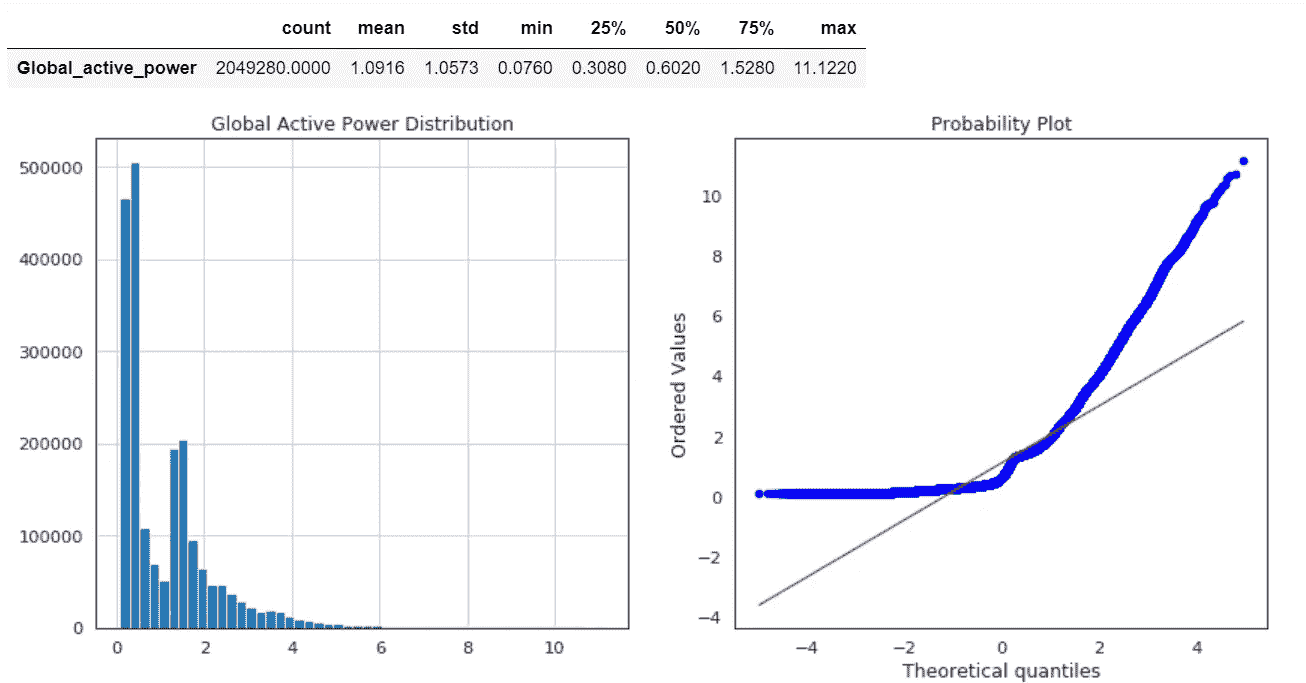 count mean std min 25% 50% 75% max
Global_active_power 2049280.0000 1.0916 1.0573 0.0760 0.3080 0.6020 1.5280 11.1220
Global Active Power Distribution
500000
400000
300000
200000
100000
0
0 2 4 6 8 10
Probability Plot
Ordered Values
10
8
6
4
2
0
−2
−4
−4 −2 0 2 4
Theoretical quantiles